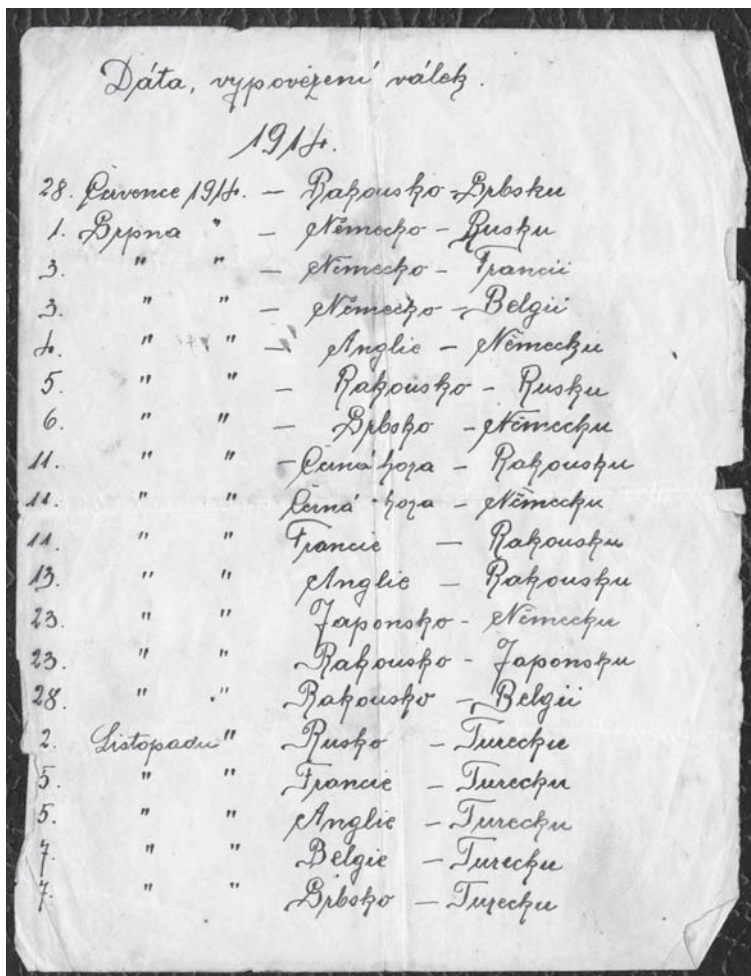 Dáta, vypovězení válek.
1914.
28. Července 1914. – Rakousko – Srbsku
1. Srpna " – Německo – Rusku
3. " " – Německo – Francii
3. " " – Německo – Belgii
4. " " – Anglie – Německu
5. " " – Rakousko – Rusku
6. " " – Srbsko – Německu
11. " " – Černá hora – Rakousku
11. " " Černá hora – Německu
11. " " Francie – Rakousku
13. " " Anglie – Rakousku
23. " " Japonsko – Německu
23. " " Rakousko – Japonsku
28. " " Rakousko – Belgii
2. Listopadu " Rusko – Turecku
5. " " Francie – Turecku
5. " " Anglie – Turecku
7. " " Belgie – Turecku
7. " " Srbsko – Turecku